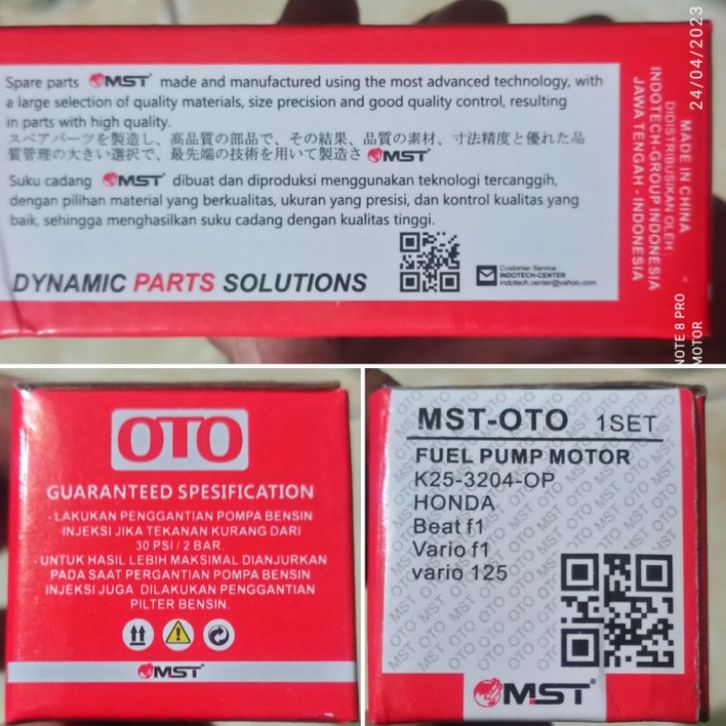 Spare parts MST® made and manufactured using the most advanced technology, with
a large selection of quality materials, size precision and good quality control, resulting
in parts with high quality.
スペアパーツを製造し、高品質の部品で、その結果、品質の素材、寸法精度と優れた品
質管理の大きい選択で、最先端の技術を用いて製造さ MST®
Suku cadang MST® dibuat dan diproduksi menggunakan teknologi tercanggih,
dengan pilihan material yang berkualitas, ukuran yang presisi, dan kontrol kualitas yang
baik, sehingga menghasilkan suku cadang dengan kualitas tinggi.
DYNAMIC PARTS SOLUTIONS
Customer Service
INDOTECH-CENTER
indotech.center@yahoo.com
MADE IN CHINA
DIDISTRIBUSIKAN OLEH :
INDOTECH-GROUP INDONESIA
JAWA TENGAH - INDONESIA
24/04/2023
NOTE 8 PRO
MOTOR
OTO
GUARANTEED SPESIFICATION
- LAKUKAN PENGGANTIAN POMPA BENSIN
INJEKSI JIKA TEKANAN KURANG DARI
30 PSI / 2 BAR.
- UNTUK HASIL LEBIH MAKSIMAL DIANJURKAN
PADA SAAT PERGANTIAN POMPA BENSIN
INJEKSI JUGA DILAKUKAN PENGGANTIAN
PILTER BENSIN.
MST®
MST-OTO 1SET
FUEL PUMP MOTOR
K25-3204-OP
HONDA
Beat f1
Vario f1
vario 125
MST®